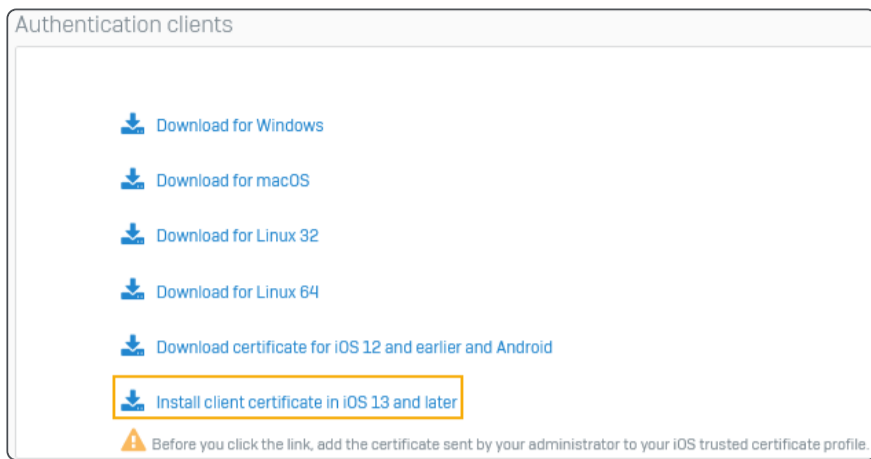 Authentication clients
Download for Windows
Download for macOS
Download for Linux 32
Download for Linux 64
Download certificate for iOS 12 and earlier and Android
Install client certificate in iOS 13 and later
Before you click the link, add the certificate sent by your administrator to your iOS trusted certificate profile.